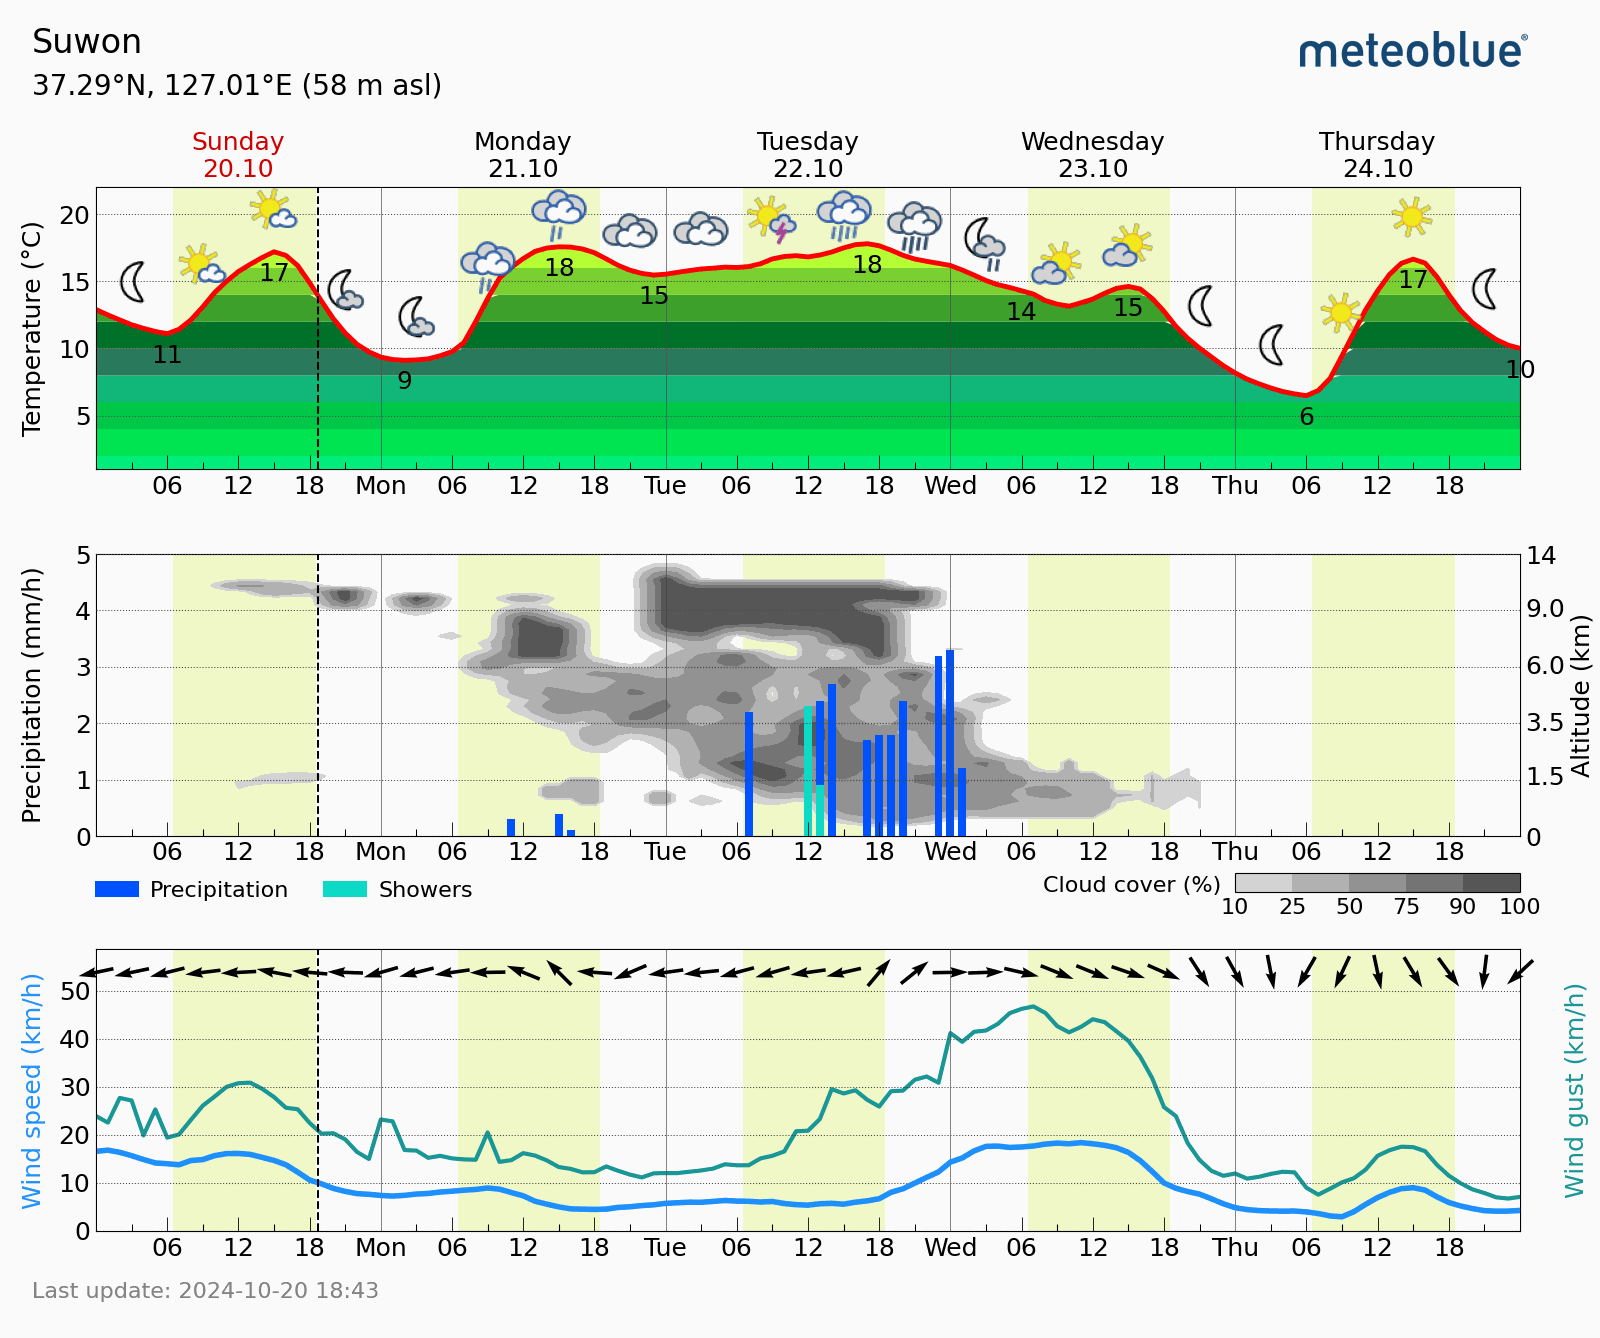 Suwon
meteoblue®
37.29°N, 127.01°E (58 m asl)
Sunday Monday Tuesday Wednesday Thursday
20.10 21.10 22.10 23.10 24.10
Temperature (°C)
20
15
10
5
17 18 18 17
11 9 15 14 15 6 10
06 12 18 Mon 06 12 18 Tue 06 12 18 Wed 06 12 18 Thu 06 12 18
Precipitation (mm/h)
5 14
4 9.0
3 6.0
2 3.5
1 1.5
0 0
Altitude (km)
06 12 18 Mon 06 12 18 Tue 06 12 18 Wed 06 12 18 Thu 06 12 18
Precipitation Showers Cloud cover (%)
10 25 50 75 90 100
Wind speed (km/h)
50
40
30
20
10
0
Wind gust (km/h)
06 12 18 Mon 06 12 18 Tue 06 12 18 Wed 06 12 18 Thu 06 12 18
Last update: 2024-10-20 18:43